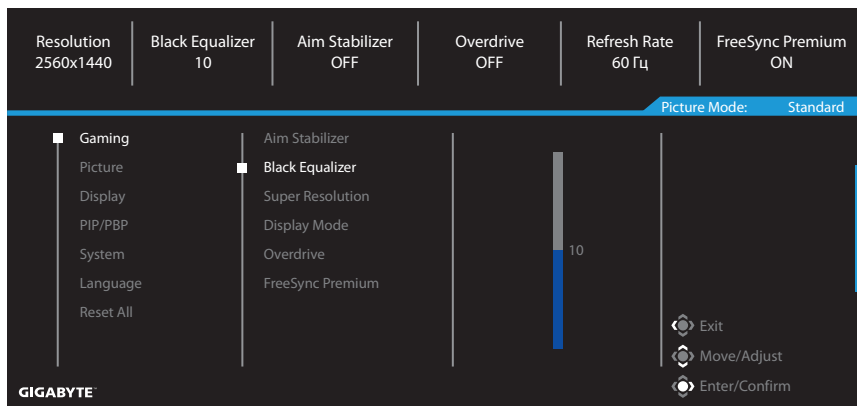 Resolution Black Equalizer Aim Stabilizer Overdrive Refresh Rate FreeSync Premium
2560x1440 10 OFF OFF 60 Гц ON
Picture Mode: Standard
Gaming Aim Stabilizer
Picture Black Equalizer
Display Super Resolution
PIP/PBP Display Mode
System Overdrive 10
Language FreeSync Premium
Reset All
Exit
Move/Adjust
GIGABYTE™ Enter/Confirm